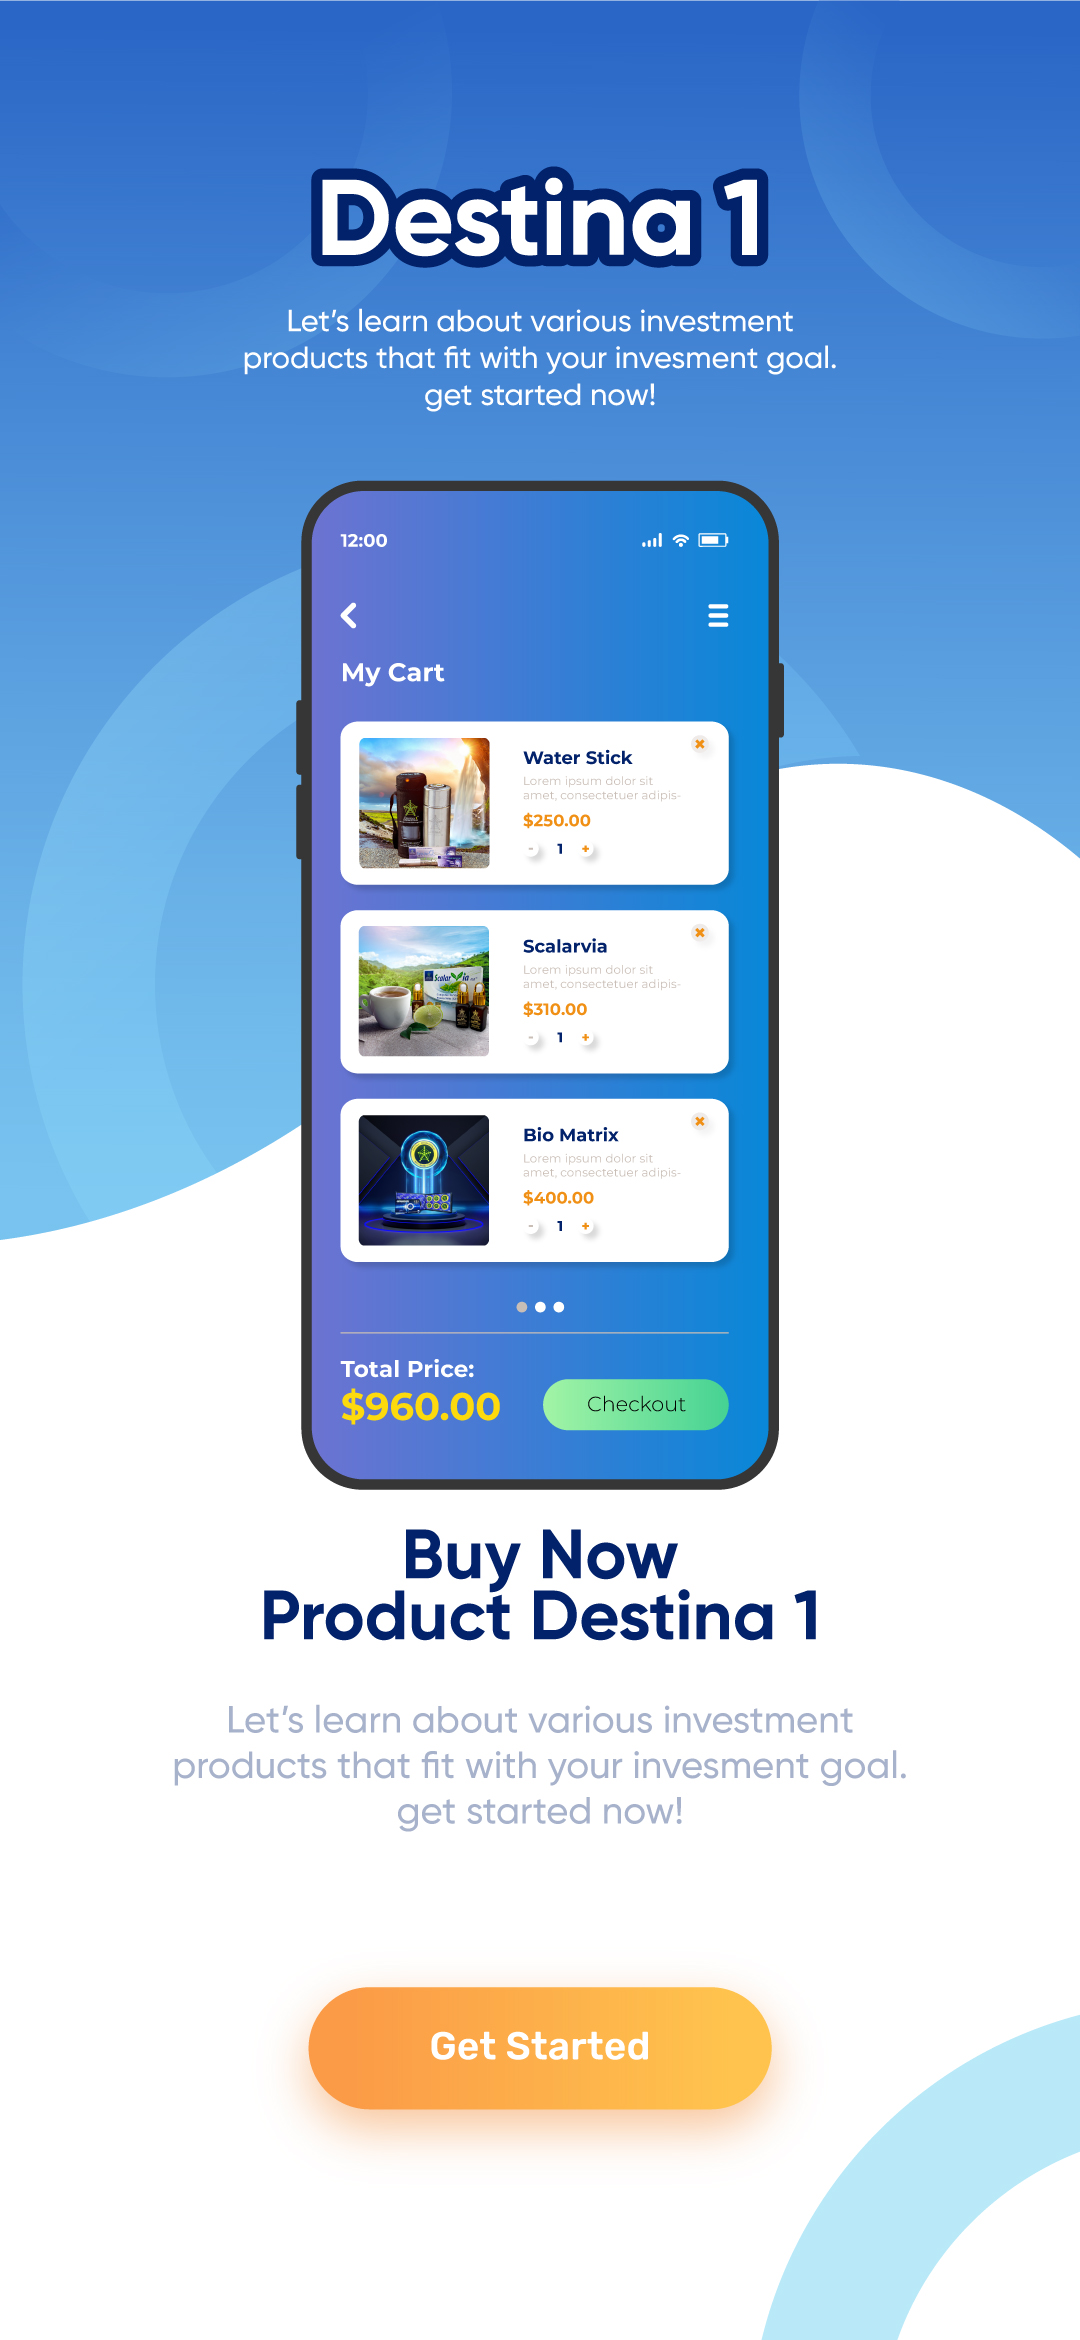 Destina 1
Let's learn about various investment
products that fit with your invesment goal.
get started now!
12:00
My Cart
Water Stick
Lorem ipsum dolor sit
amet, consectetuer adipis-
$250.00
- 1 +
Scalarvia
Lorem ipsum dolor sit
amet, consectetuer adipis-
$310.00
- 1 +
ScalarVia
Bio Matrix
Lorem ipsum dolor sit
amet, consectetuer adipis-
$400.00
- 1 +
Total Price:
$960.00
Checkout
Buy Now
Product Destina 1
Let's learn about various investment
products that fit with your invesment goal.
get started now!
Get Started